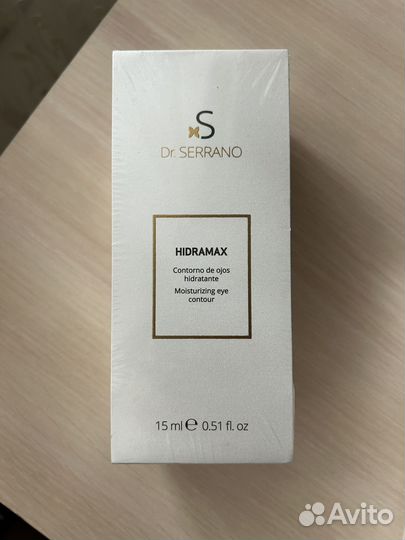 S
Dr. SERRANO
HIDRAMAX
Contorno de ojos
hidratante
Moisturizing eye
contour
15 ml ℮ 0.51 fl. oz
Avito